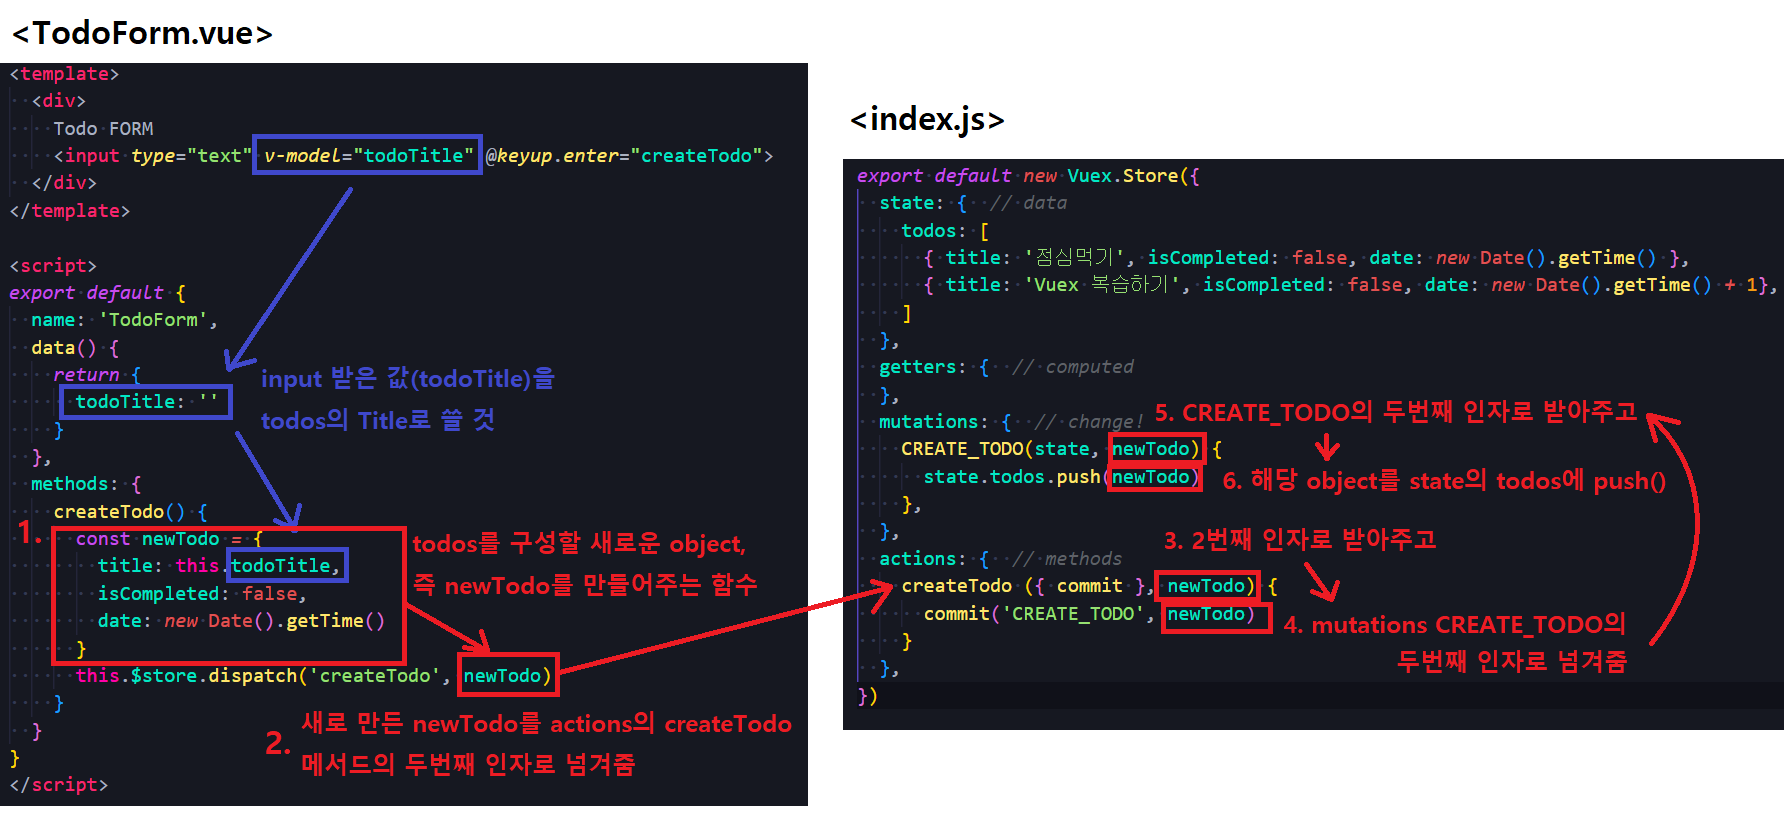 <TodoForm.vue>
<template>
<div>
Todo FORM
<input type="text" v-model="todoTitle" @keyup.enter="createTodo">
</div>
</template>
<script>
export default {
name: 'TodoForm',
data() {
return {
todoTitle: ''
}
},
methods: {
createTodo() {
const newTodo = {
title: this.todoTitle,
isCompleted: false,
date: new Date().getTime()
}
this.$store.dispatch('createTodo', newTodo)
}
}
}
</script>
input 받은 값(todoTitle)을
todos의 Title로 쓸 것
1.
todos를 구성할 새로운 object,
즉 newTodo를 만들어주는 함수
2. 새로 만든 newTodo를 actions의 createTodo
메서드의 두번째 인자로 넘겨줌
<index.js>
export default new Vuex.Store({
state: { // data
todos: [
{ title: '점심먹기', isCompleted: false, date: new Date().getTime() },
{ title: 'Vuex 복습하기', isCompleted: false, date: new Date().getTime() + 1},
]
},
getters: { // computed
},
mutations: { // change!
CREATE_TODO(state, newTodo) {
state.todos.push(newTodo)
},
},
actions: { // methods
createTodo ({ commit }, newTodo) {
commit('CREATE_TODO', newTodo)
}
},
})
3. 2번째 인자로 받아주고
4. mutations CREATE_TODO의
두번째 인자로 넘겨줌
5. CREATE_TODO의 두번째 인자로 받아주고
6. 해당 object를 state의 todos에 push()